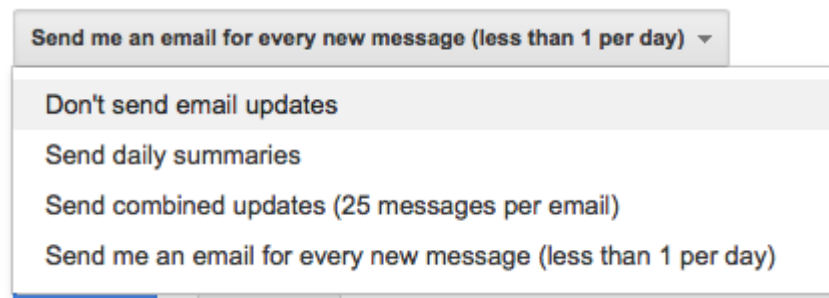 Send me an email for every new message (less than 1 per day)
Don't send email updates
Send daily summaries
Send combined updates (25 messages per email)
Send me an email for every new message (less than 1 per day)